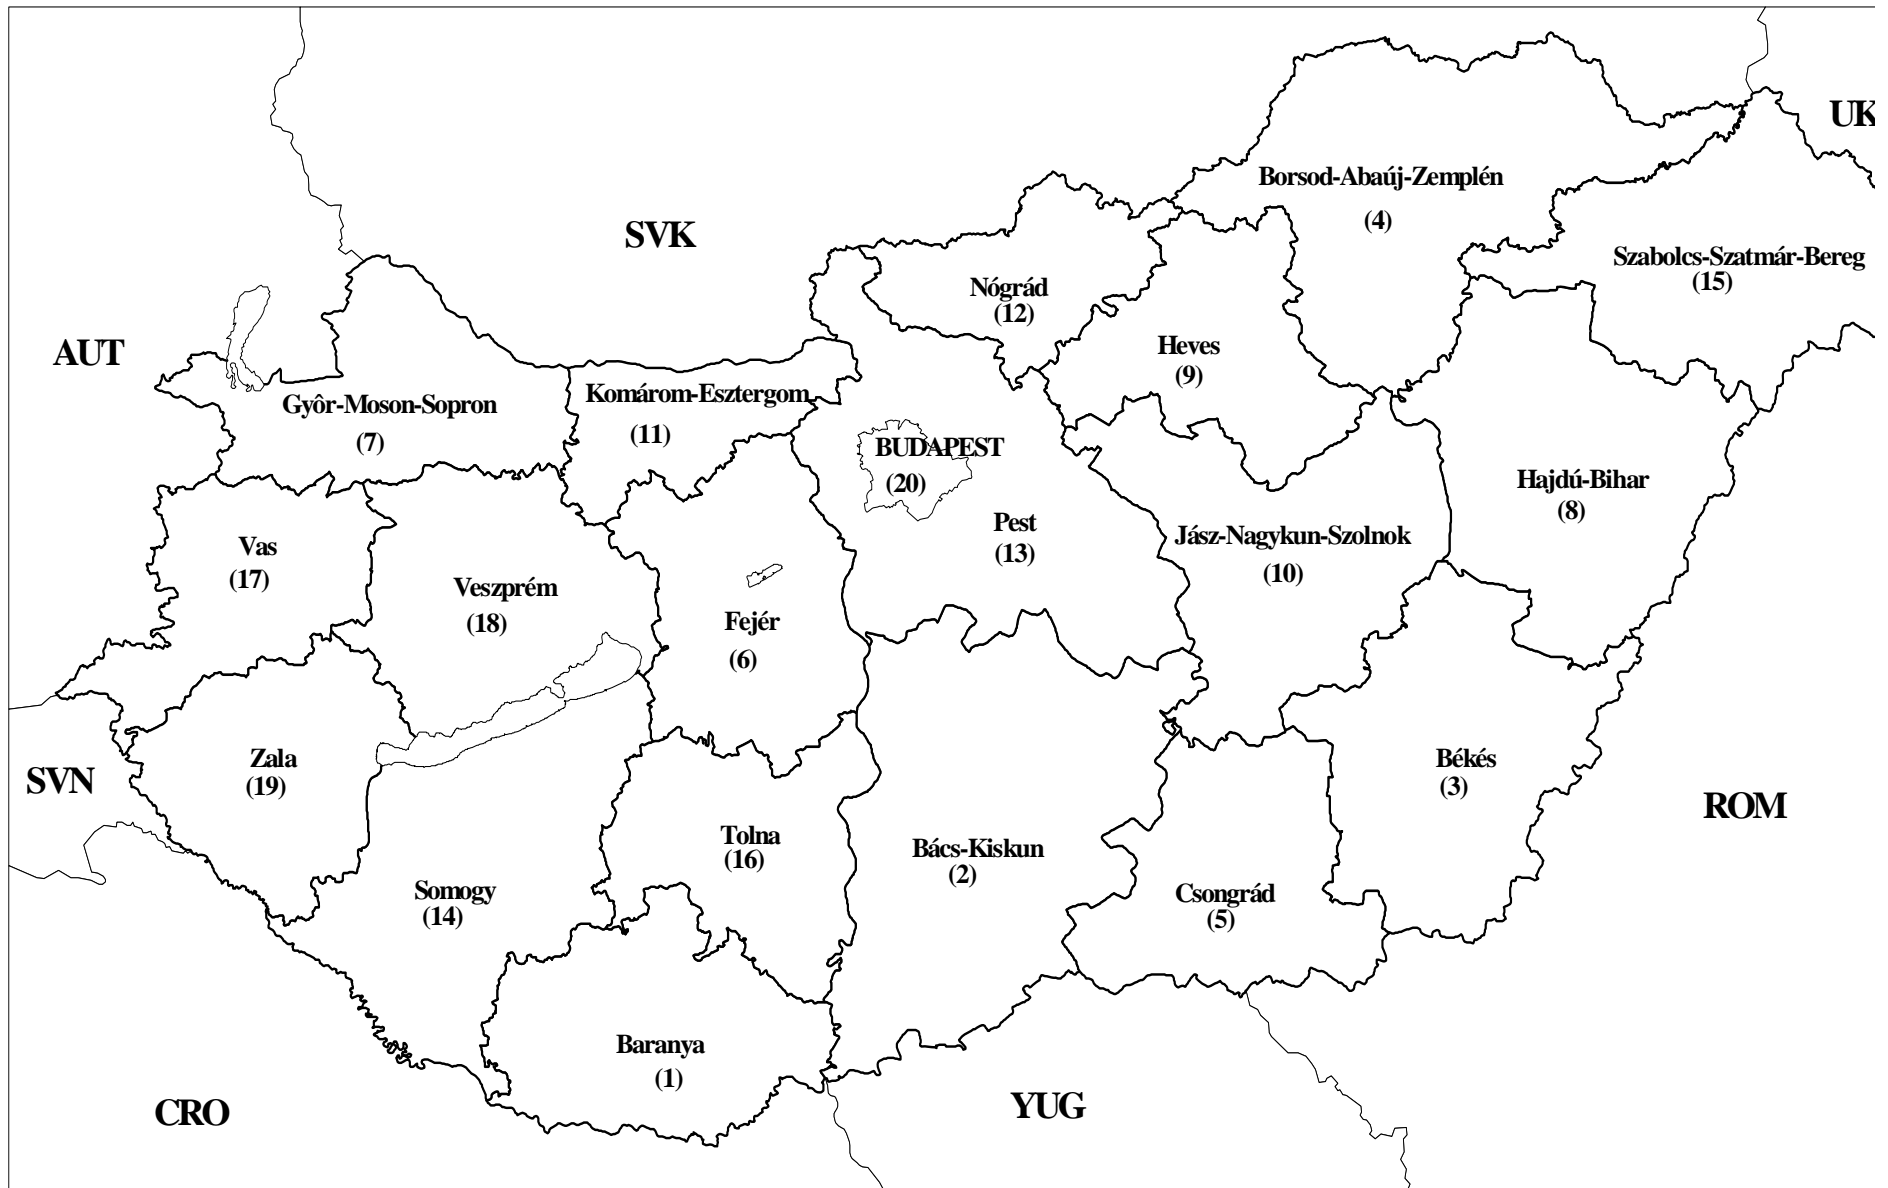 UK
Borsod-Abaúj-Zemplén
(4)
SVK
Szabolcs-Szatmár-Bereg
(15)
Nógrád
(12)
AUT
Heves
(9)
Komárom-Esztergom
(11)
Gyôr-Moson-Sopron
(7)
BUDAPEST
(20)
Hajdú-Bihar
(8)
Pest
(13)
Jász-Nagykun-Szolnok
(10)
Vas
(17)
Veszprém
(18)
Fejér
(6)
Zala
(19)
SVN
Békés
(3)
ROM
Tolna
(16)
Bács-Kiskun
(2)
Somogy
(14)
Csongrád
(5)
Baranya
(1)
CRO
YUG